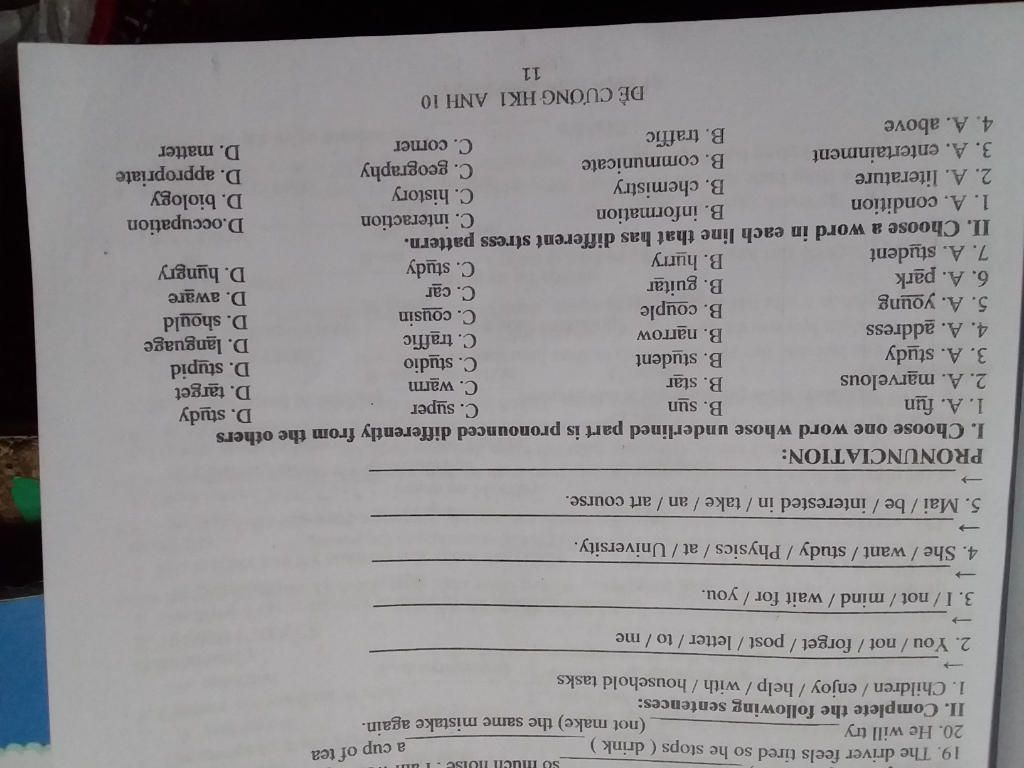 so much noise
19. The driver feels tired so he stops ( drink ) ____________ a cup of tea
20. He will try ____________ (not make) the same mistake again.
II. Complete the following sentences:
1. Children / enjoy / help / with / household tasks
→ ____________
2. You / not / forget / post / letter / to / me
→ ____________
3. I / not / mind / wait for / you.
→ ____________
4. She / want / study / Physics / at / University.
→ ____________
5. Mai / be / interested in / take / an / art course.
→ ____________
PRONUNCIATION:
I. Choose one word whose underlined part is pronounced differently from the others
1. A. fun B. sun C. super D. study
2. A. marvelous B. star C. warm D. target
3. A. study B. student C. studio D. stupid
4. A. address B. narrow C. traffic D. language
5. A. young B. couple C. cousin D. should
6. A. park B. guitar C. car D. aware
7. A. student B. hurry C. study D. hungry
II. Choose a word in each line that has different stress pattern.
1. A. condition B. information C. interaction D.occupation
2. A. literature B. chemistry C. history D. biology
3. A. entertainment B. communicate C. geography D. appropriate
4. A. above B. traffic C. corner D. matter
ĐỀ CƯƠNG HK1 ANH 10
11